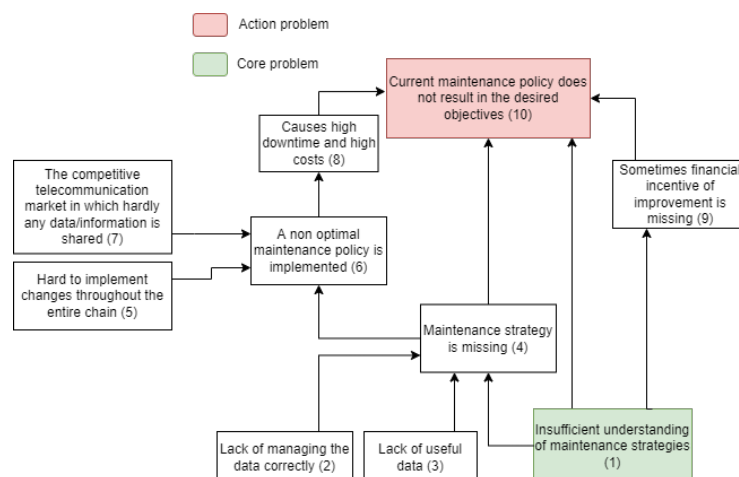 Action problem
Core problem
Current maintenance policy does
not result in the desired
objectives (10)
Causes high
downtime and high
costs (8)
The competitive
telecommunication
market in which hardly
any data/information is
shared (7)
Sometimes financial
incentive of
improvement is
missing (9)
A non optimal
maintenance policy is
implemented (6)
Hard to implement
changes throughout the
entire chain (5)
Maintenance strategy
is missing (4)
Lack of managing the
data correctly (2)
Lack of useful
data (3)
Insufficient understanding
of maintenance strategies
(1)